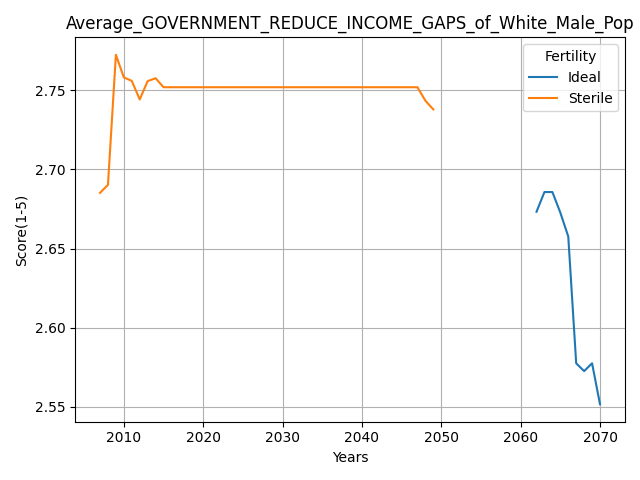 Average_GOVERNMENT_REDUCE_INCOME_GAPS_of_White_Male_Pop
Fertility
Ideal
Sterile
Score(1-5)
2.75
2.70
2.65
2.60
2.55
2010 2020 2030 2040 2050 2060 2070
Years